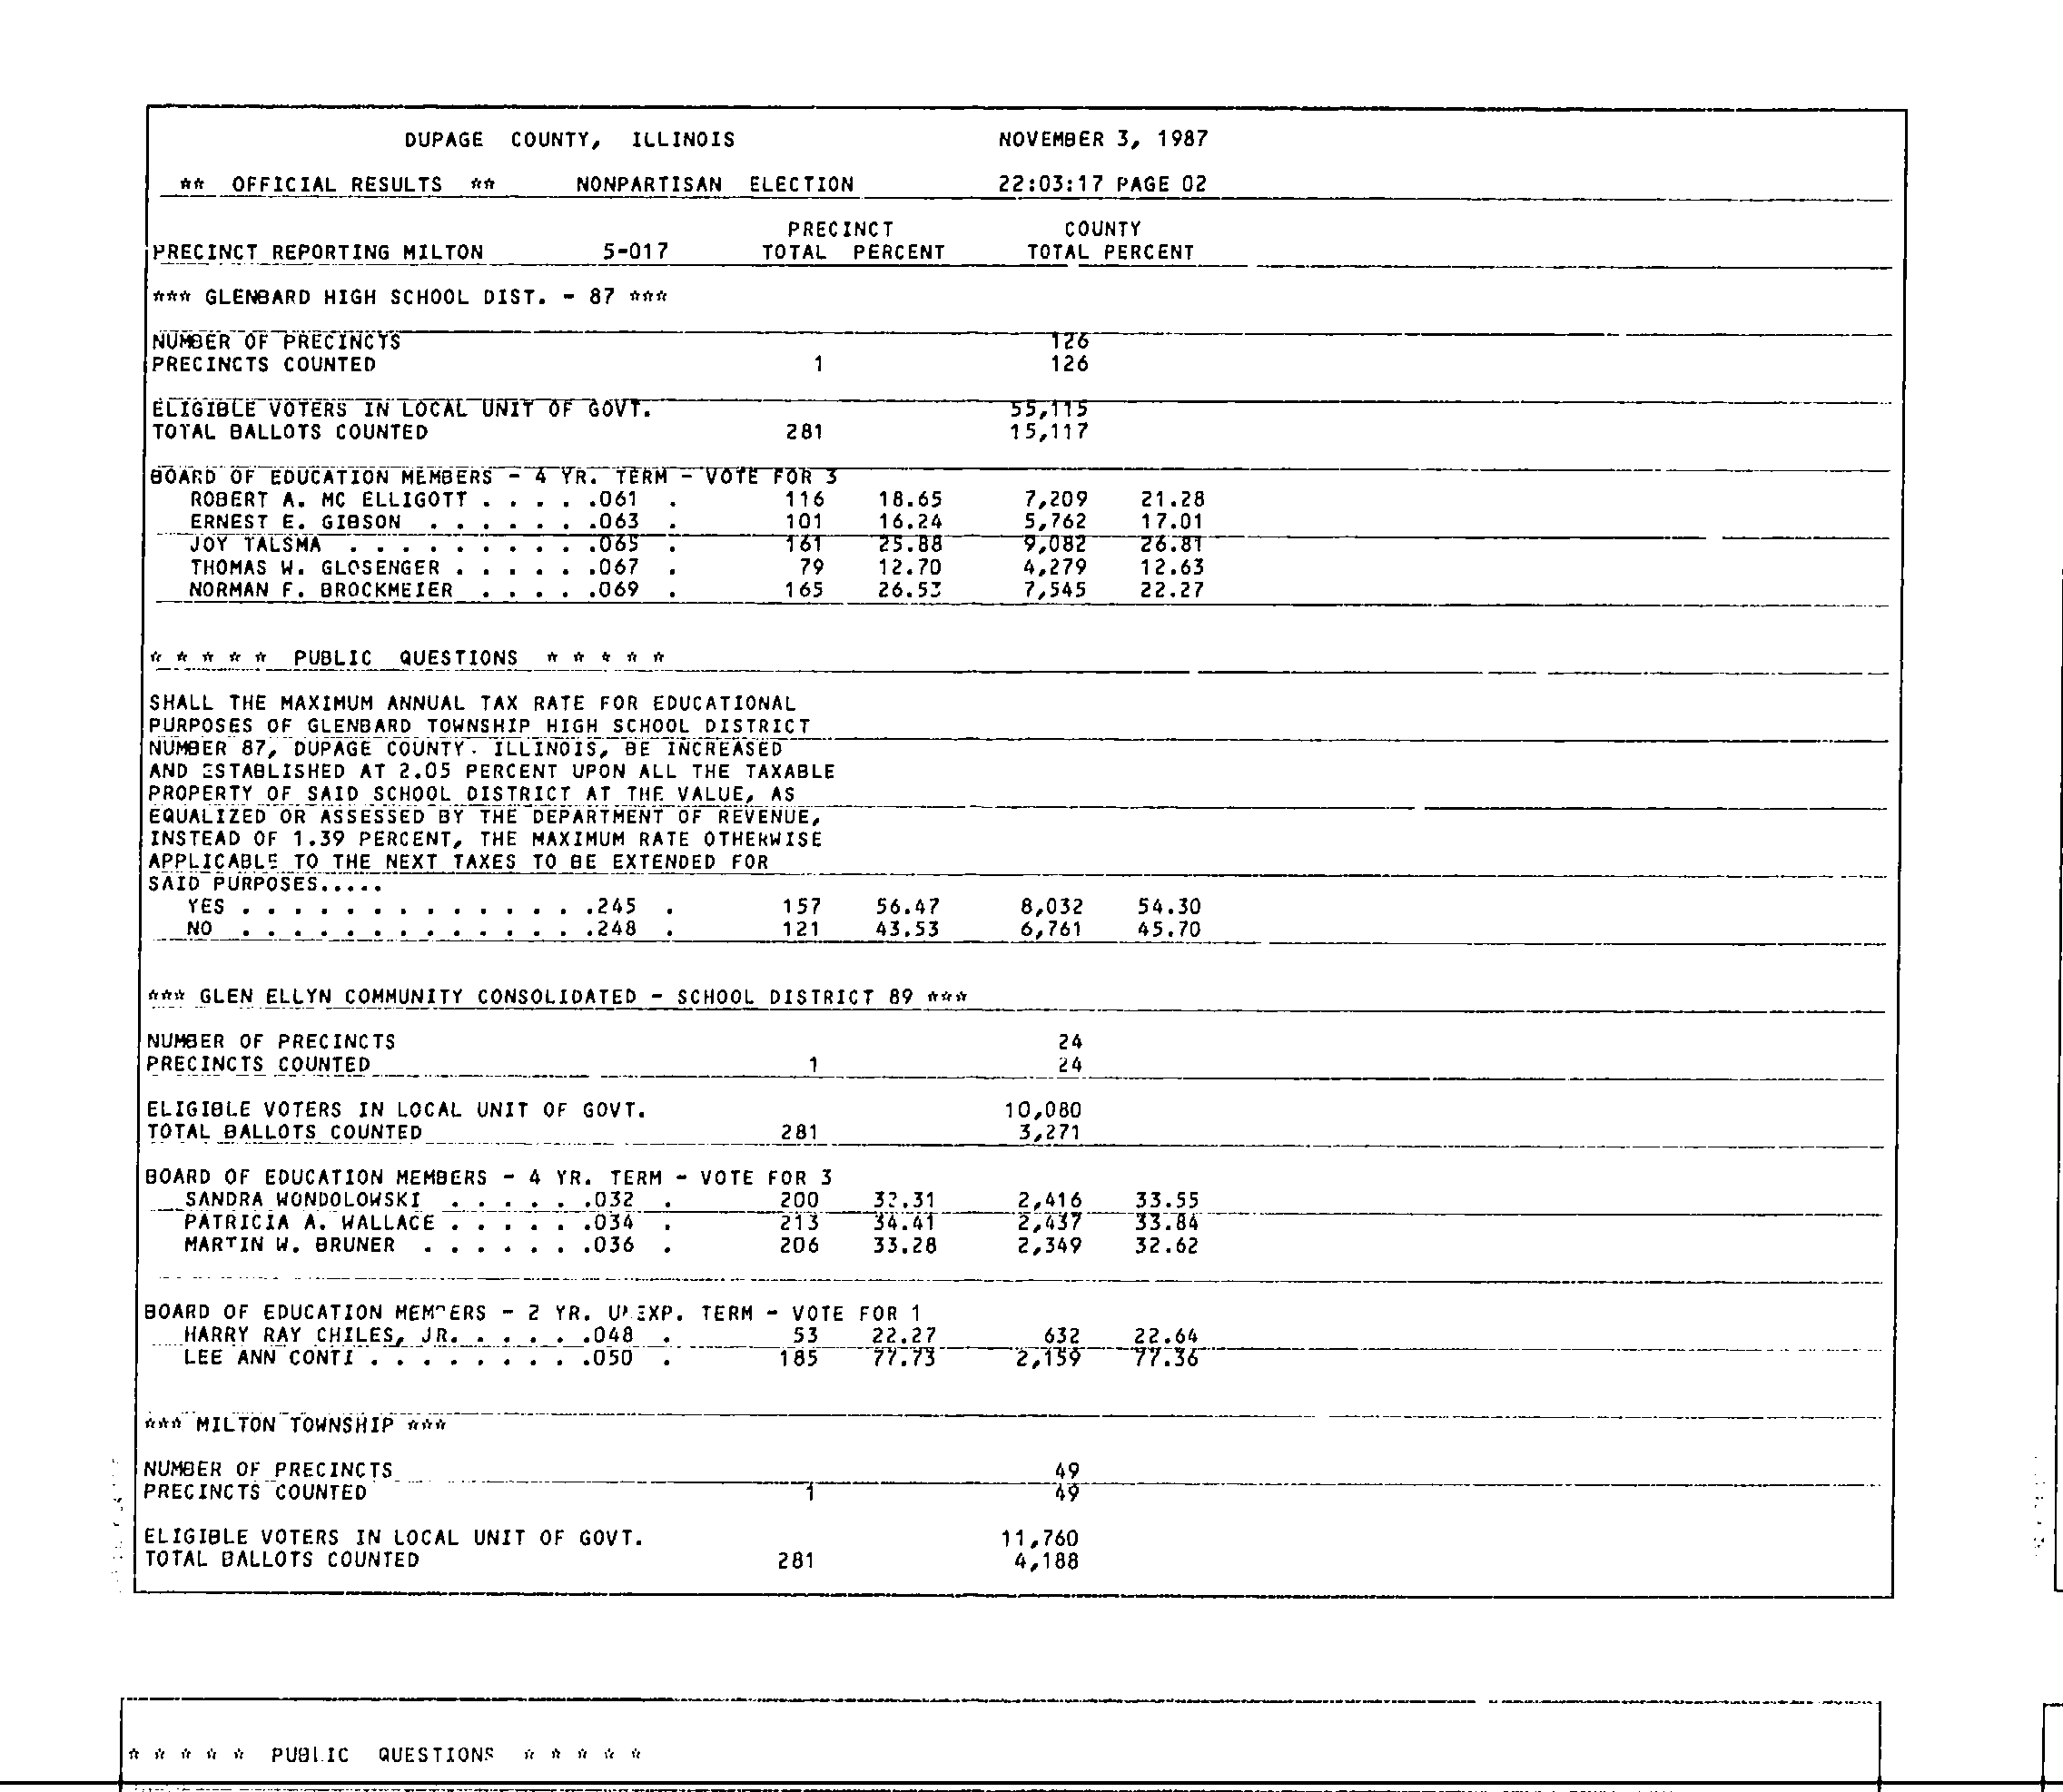 DUPAGE COUNTY, ILLINOIS NOVEMBER 3, 1987
** OFFICIAL RESULTS ** NONPARTISAN ELECTION 22:03:17 PAGE 02
PRECINCT COUNTY
PRECINCT REPORTING MILTON 5-017 TOTAL PERCENT TOTAL PERCENT
*** GLENBARD HIGH SCHOOL DIST. - 87 ***
NUMBER OF PRECINCTS 126
PRECINCTS COUNTED 1 126
ELIGIBLE VOTERS IN LOCAL UNIT OF GOVT. 55,115
TOTAL BALLOTS COUNTED 281 15,117
BOARD OF EDUCATION MEMBERS - 4 YR. TERM - VOTE FOR 3
ROBERT A. MC ELLIGOTT . . . . .061 . 116 18.65 7,209 21.28
ERNEST E. GIBSON . . . . . . .063 . 101 16.24 5,762 17.01
JOY TALSMA . . . . . . . . . .065 . 161 25.88 9,082 26.81
THOMAS W. GLOSENGER . . . . . .067 . 79 12.70 4,279 12.63
NORMAN F. BROCKMEIER . . . . .069 . 165 26.53 7,545 22.27
* * * * * PUBLIC QUESTIONS * * * * *
SHALL THE MAXIMUM ANNUAL TAX RATE FOR EDUCATIONAL
PURPOSES OF GLENBARD TOWNSHIP HIGH SCHOOL DISTRICT
NUMBER 87, DUPAGE COUNTY. ILLINOIS, BE INCREASED
AND ESTABLISHED AT 2.05 PERCENT UPON ALL THE TAXABLE
PROPERTY OF SAID SCHOOL DISTRICT AT THE VALUE, AS
EQUALIZED OR ASSESSED BY THE DEPARTMENT OF REVENUE,
INSTEAD OF 1.39 PERCENT, THE MAXIMUM RATE OTHERWISE
APPLICABLE TO THE NEXT TAXES TO BE EXTENDED FOR
SAID PURPOSES.....
YES . . . . . . . . . . . . . .245 . 157 56.47 8,032 54.30
NO . . . . . . . . . . . . . .248 . 121 43.53 6,761 45.70
*** GLEN ELLYN COMMUNITY CONSOLIDATED - SCHOOL DISTRICT 89 ***
NUMBER OF PRECINCTS 24
PRECINCTS COUNTED 1 24
ELIGIBLE VOTERS IN LOCAL UNIT OF GOVT. 10,080
TOTAL BALLOTS COUNTED 281 3,271
BOARD OF EDUCATION MEMBERS - 4 YR. TERM - VOTE FOR 3
SANDRA WONDOLOWSKI . . . . . .032 . 200 32.31 2,416 33.55
PATRICIA A. WALLACE . . . . . .034 . 213 34.41 2,437 33.84
MARTIN W. BRUNER . . . . . . .036 . 206 33.28 2,349 32.62
BOARD OF EDUCATION MEMBERS - 2 YR. UNEXP. TERM - VOTE FOR 1
HARRY RAY CHILES, JR. . . . . .048 . 53 22.27 632 22.64
LEE ANN CONTI . . . . . . . . .050 . 185 77.73 2,159 77.36
*** MILTON TOWNSHIP ***
NUMBER OF PRECINCTS 49
PRECINCTS COUNTED 1 49
ELIGIBLE VOTERS IN LOCAL UNIT OF GOVT. 11,760
TOTAL BALLOTS COUNTED 281 4,188
* * * * * PUBLIC QUESTIONS * * * * *